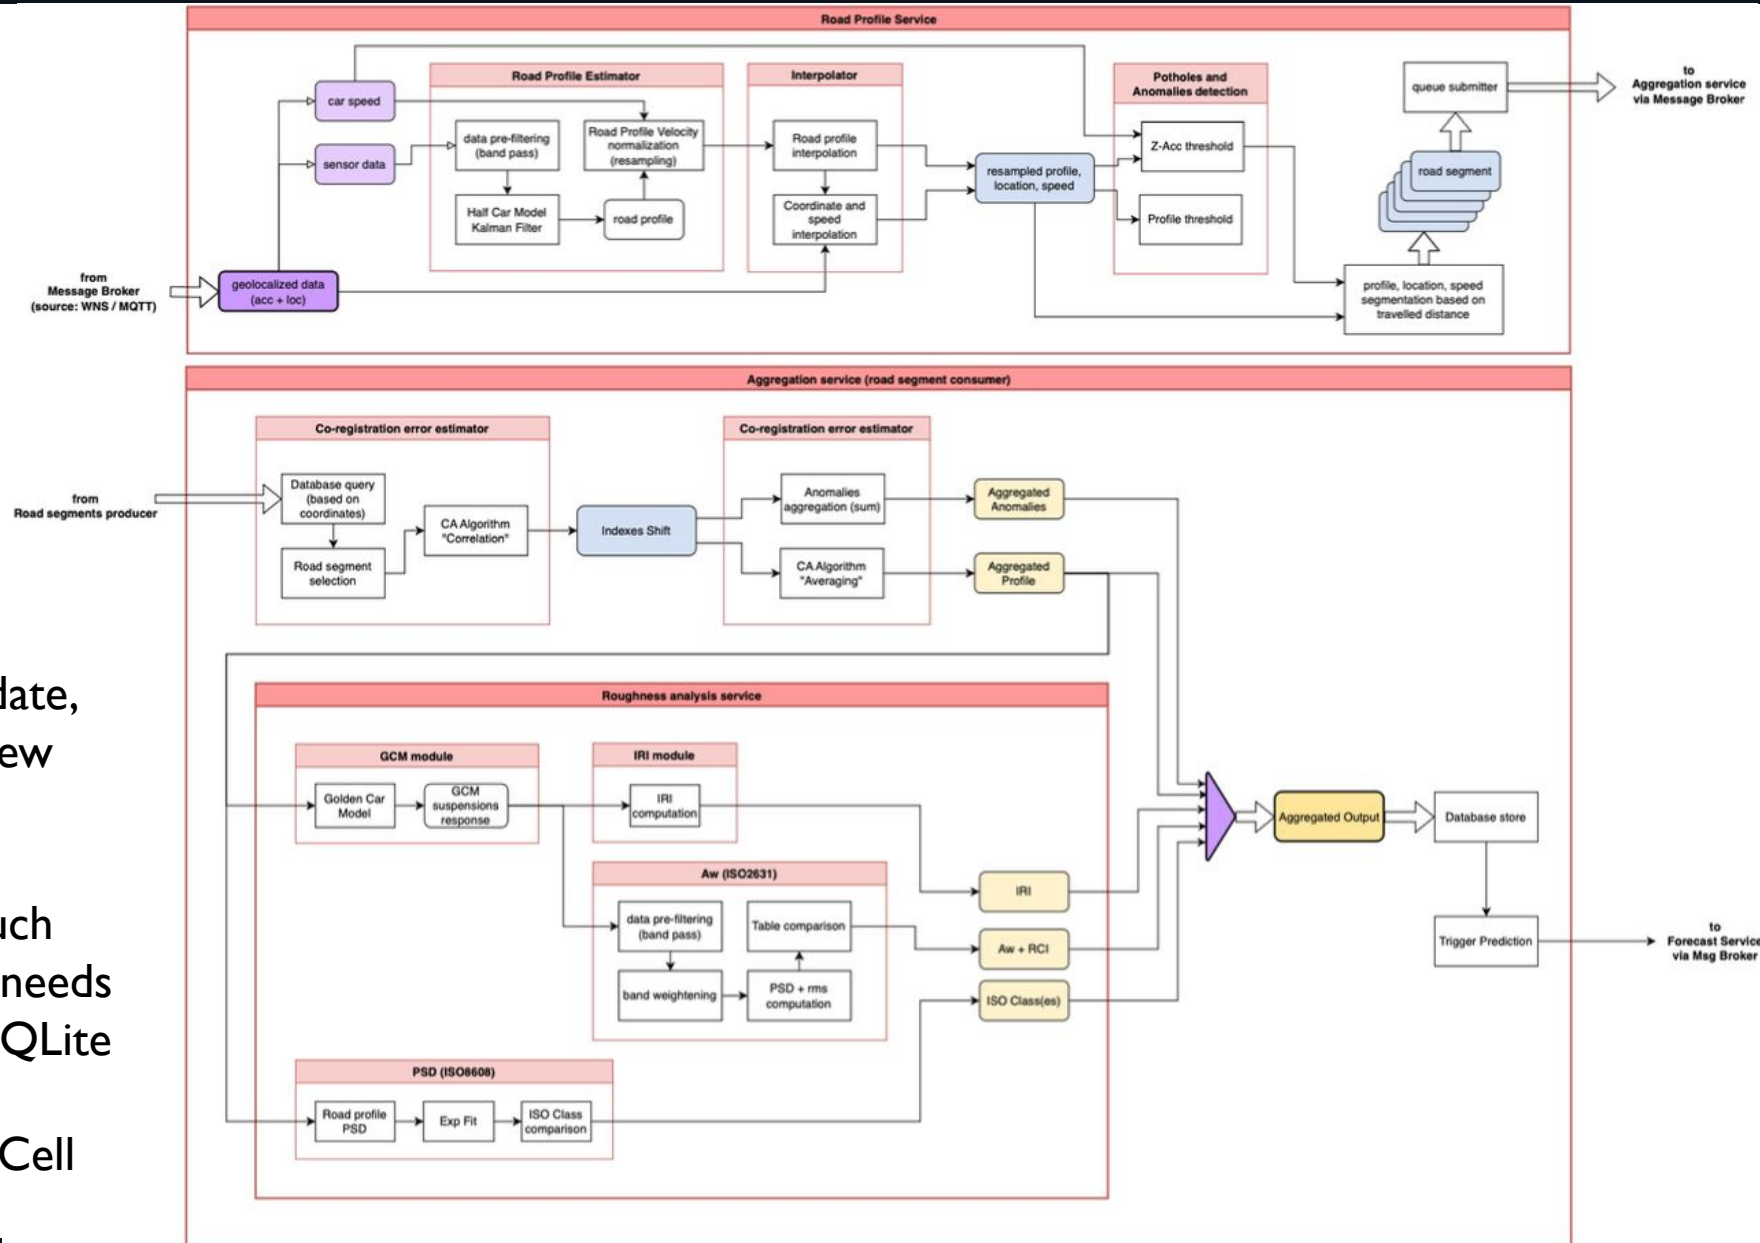 Road Profile Service
Road Profile Estimator
Interpolator
Potholes and
Anomalies detection
car speed
sensor data
data pre-filtering
(band pass)
Road Profile Velocity
normalization
(resampling)
Half Car Model
Kalman Filter
road profile
Road profile
interpolation
Coordinate and
speed
interpolation
resampled profile,
location, speed
Z-Acc threshold
Profile threshold
queue submitter
road segment
profile, location, speed
segmentation based on
travelled distance
to
Aggregation service
via Message Broker
from
Message Broker
(source: WNS / MQTT)
geolocalized data
(acc + loc)
Aggregation service (road segment consumer)
Co-registration error estimator
Co-registration error estimator
from
Road segments producer
Database query
(based on
coordinates)
Road segment
selection
CA Algorithm
"Correlation"
Indexes Shift
Anomalies
aggregation (sum)
CA Algorithm
"Averaging"
Aggregated
Anomalies
Aggregated
Profile
Roughness analysis service
GCM module
Golden Car
Model
GCM
suspensions
response
IRI module
IRI
computation
Aw (ISO2631)
data pre-filtering
(band pass)
Table comparison
band weightening
PSD + rms
computation
PSD (ISO8608)
Road profile
PSD
Exp Fit
ISO Class
comparison
IRI
Aw + RCI
ISO Class(es)
Aggregated Output
Database store
Trigger Prediction
to
Forecast Service
via Msg Broker
date,
ew
uch
needs
QLite
Cell